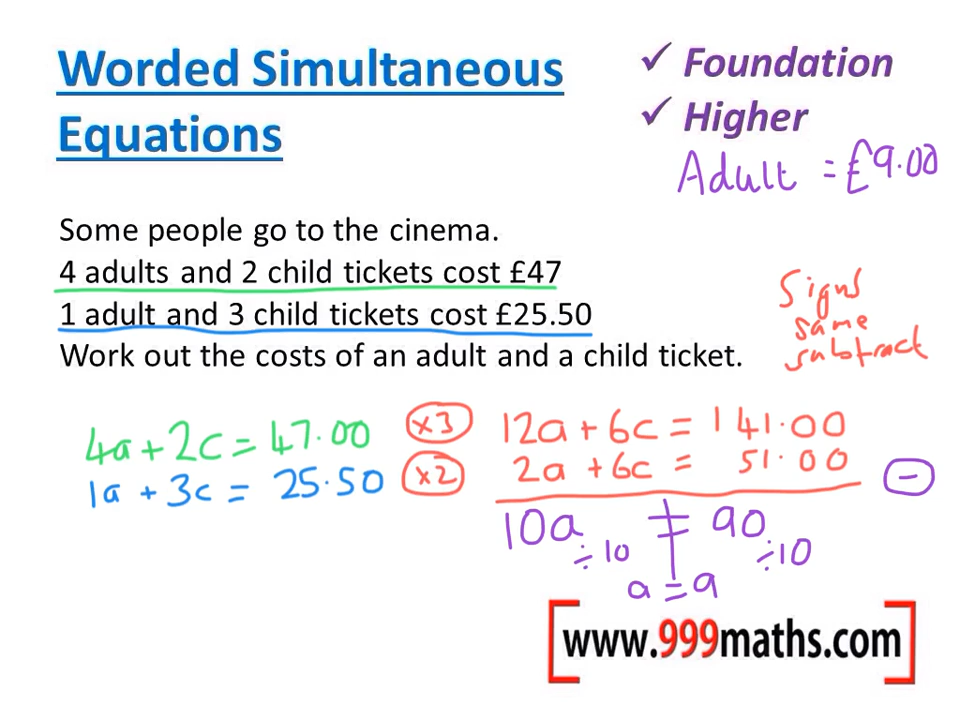 Worded Simultaneous
Equations
✓ Foundation
✓ Higher
Adult = £9.00
Some people go to the cinema.
4 adults and 2 child tickets cost £47
1 adult and 3 child tickets cost £25.50
Work out the costs of an adult and a child ticket.
Signs
same
subtract
4a + 2c = 47.00 ×3
1a + 3c = 25.50 ×2
12a + 6c = 141.00
2a + 6c = 51.00 −
10a = 90
÷10 ÷10
a = 9
www.999maths.com